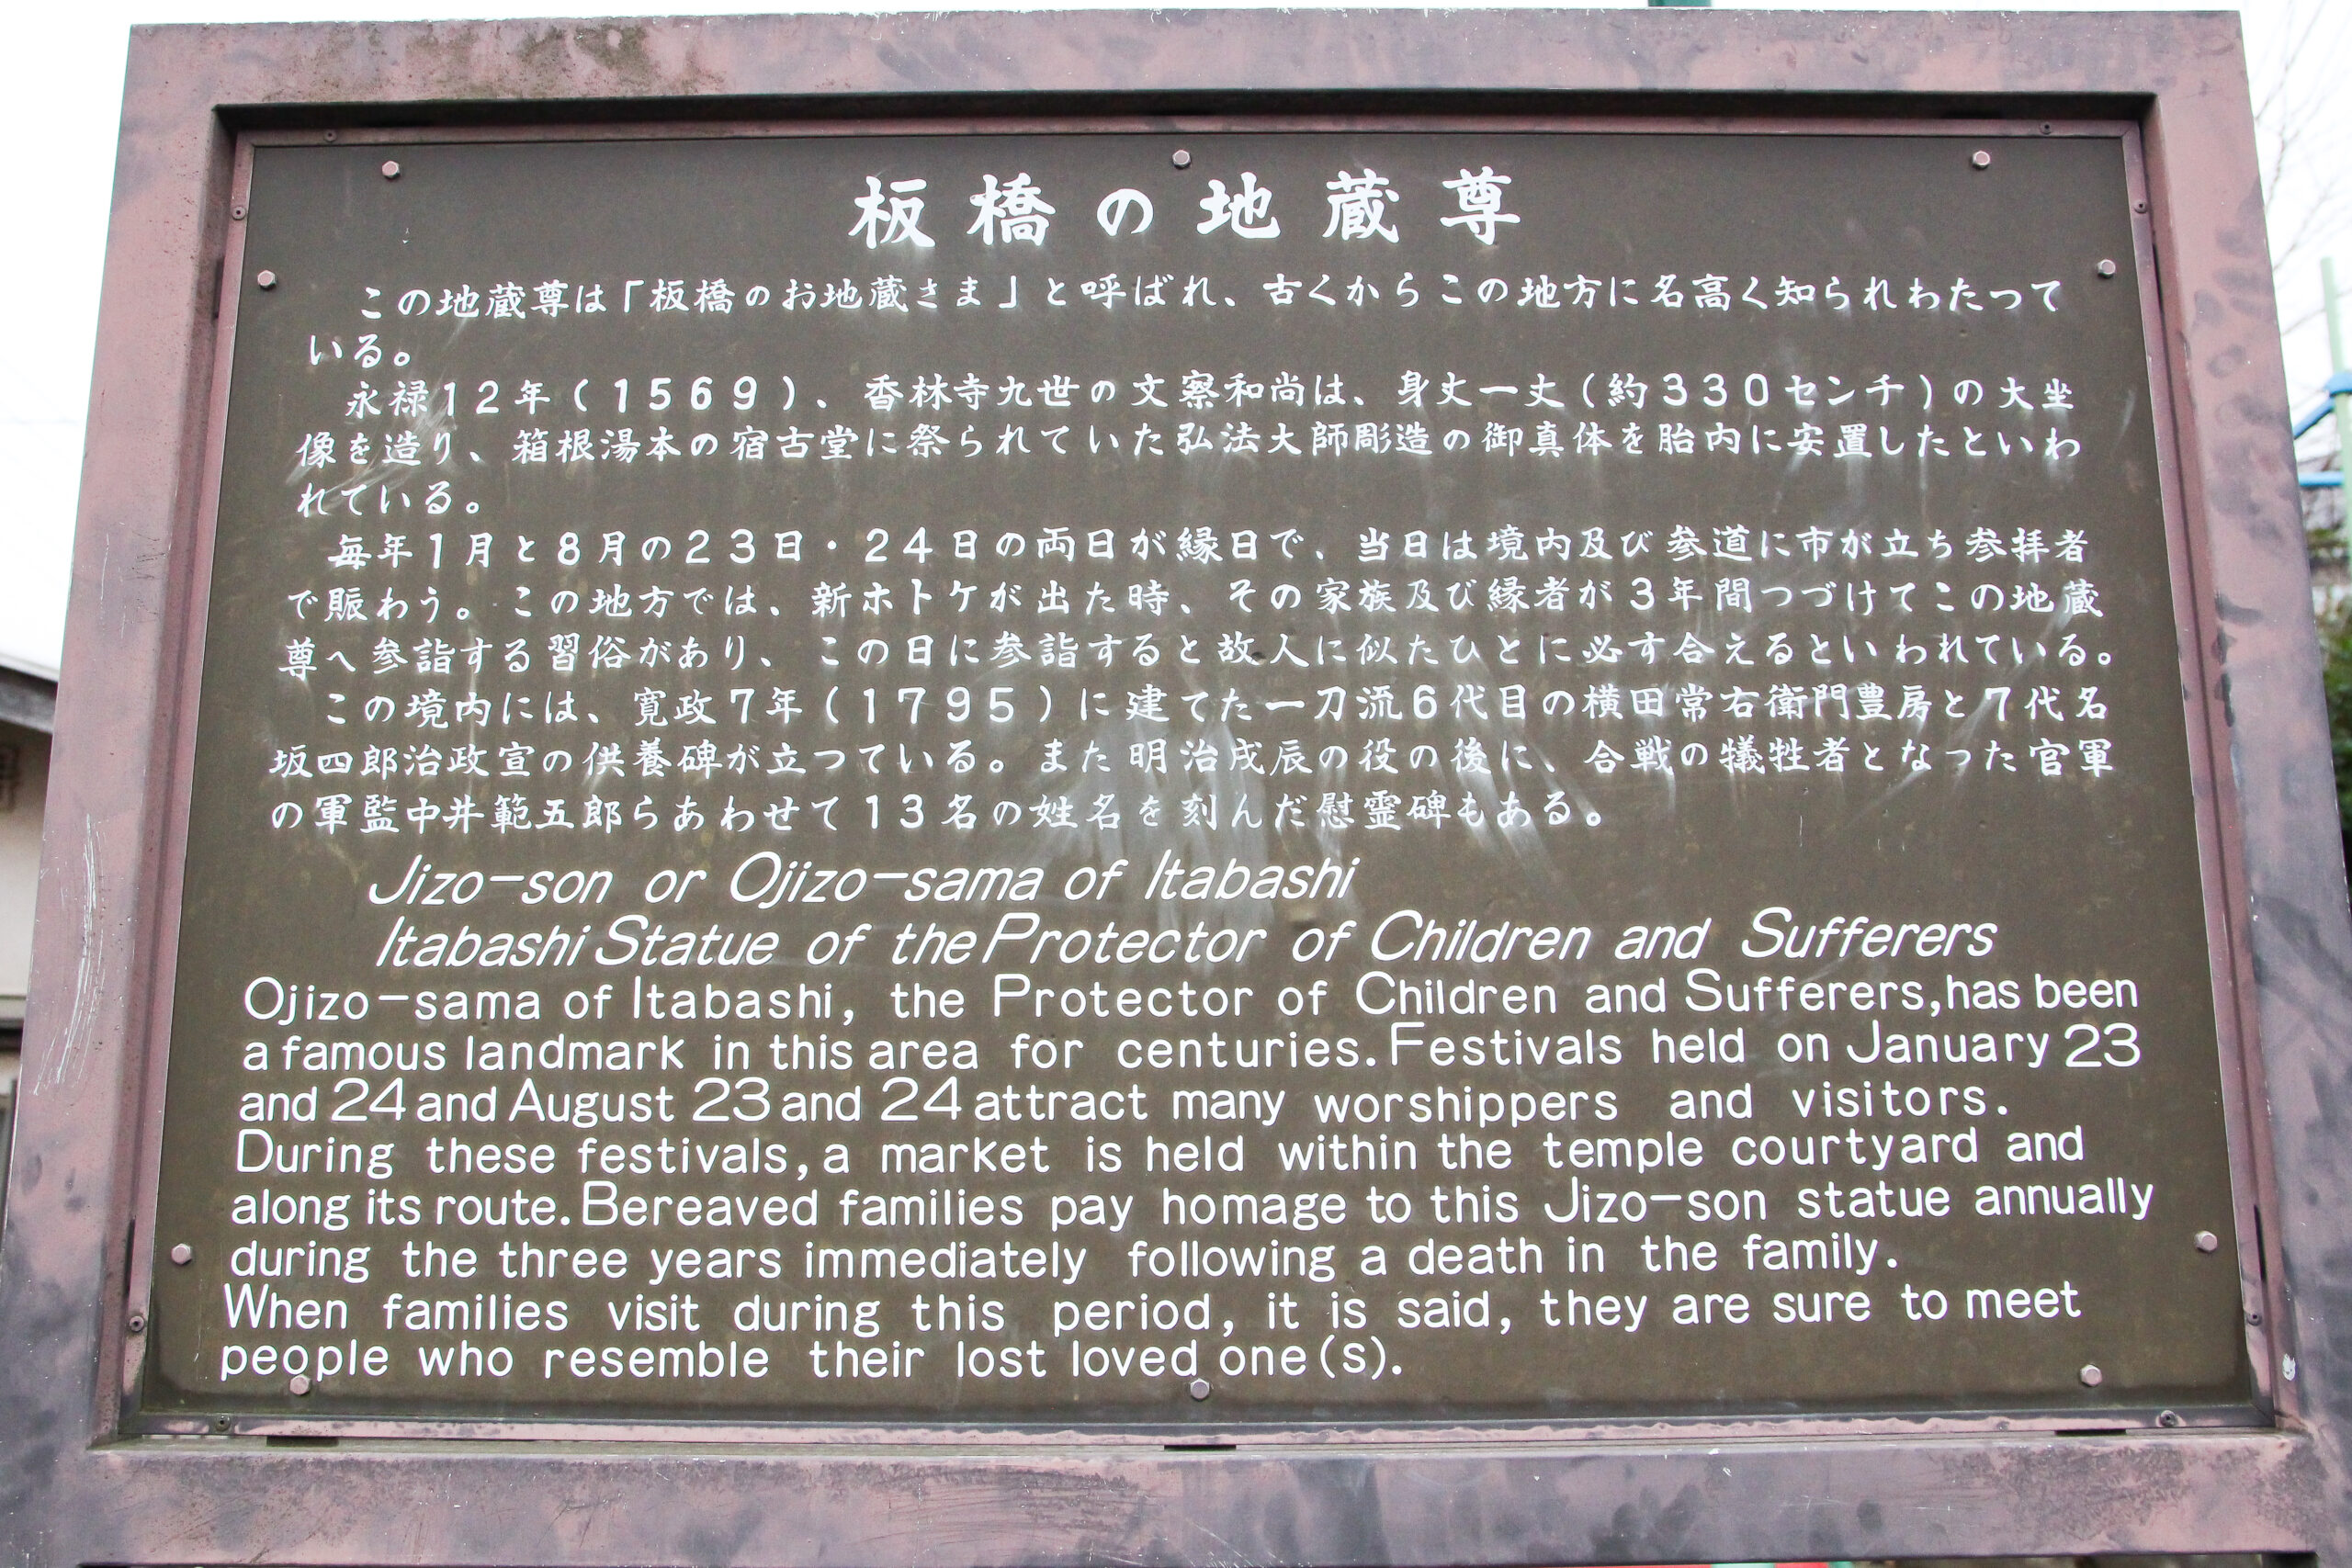 板橋の地蔵尊
この地蔵尊は「板橋のお地蔵さま」と呼ばれ、古くからこの地方に名高く知られわたって
いる。
永禄12年(1569)、香林寺九世の文察和尚は、身丈一丈(約330センチ)の大坐
像を造り、箱根湯本の宿古堂に祭られていた弘法大師彫造の御真体を胎内に安置したといわ
れている。
毎年1月と8月の23日・24日の両日が縁日で、当日は境内及び参道に市が立ち参拝者
で賑わう。この地方では、新ホトケが出た時、その家族及び縁者が3年間つづけてこの地蔵
尊へ参詣する習俗があり、この日に参詣すると故人に似たひとに必す合えるといわれている。
この境内には、寛政7年(1795)に建てた一刀流6代目の横田常右衛門豊房と7代名
坂四郎治政宣の供養碑が立っている。また明治戌辰の役の後に、合戦の犠牲者となった官軍
の軍監中井範五郎らあわせて13名の姓名を刻んだ慰霊碑もある。
Jizo-son or Ojizo-sama of Itabashi
Itabashi Statue of the Protector of Children and Sufferers
Ojizo-sama of Itabashi, the Protector of Children and Sufferers, has been
a famous landmark in this area for centuries. Festivals held on January 23
and 24 and August 23 and 24 attract many worshippers and visitors.
During these festivals, a market is held within the temple courtyard and
along its route. Bereaved families pay homage to this Jizo-son statue annually
during the three years immediately following a death in the family.
When families visit during this period, it is said, they are sure to meet
people who resemble their lost loved one(s).